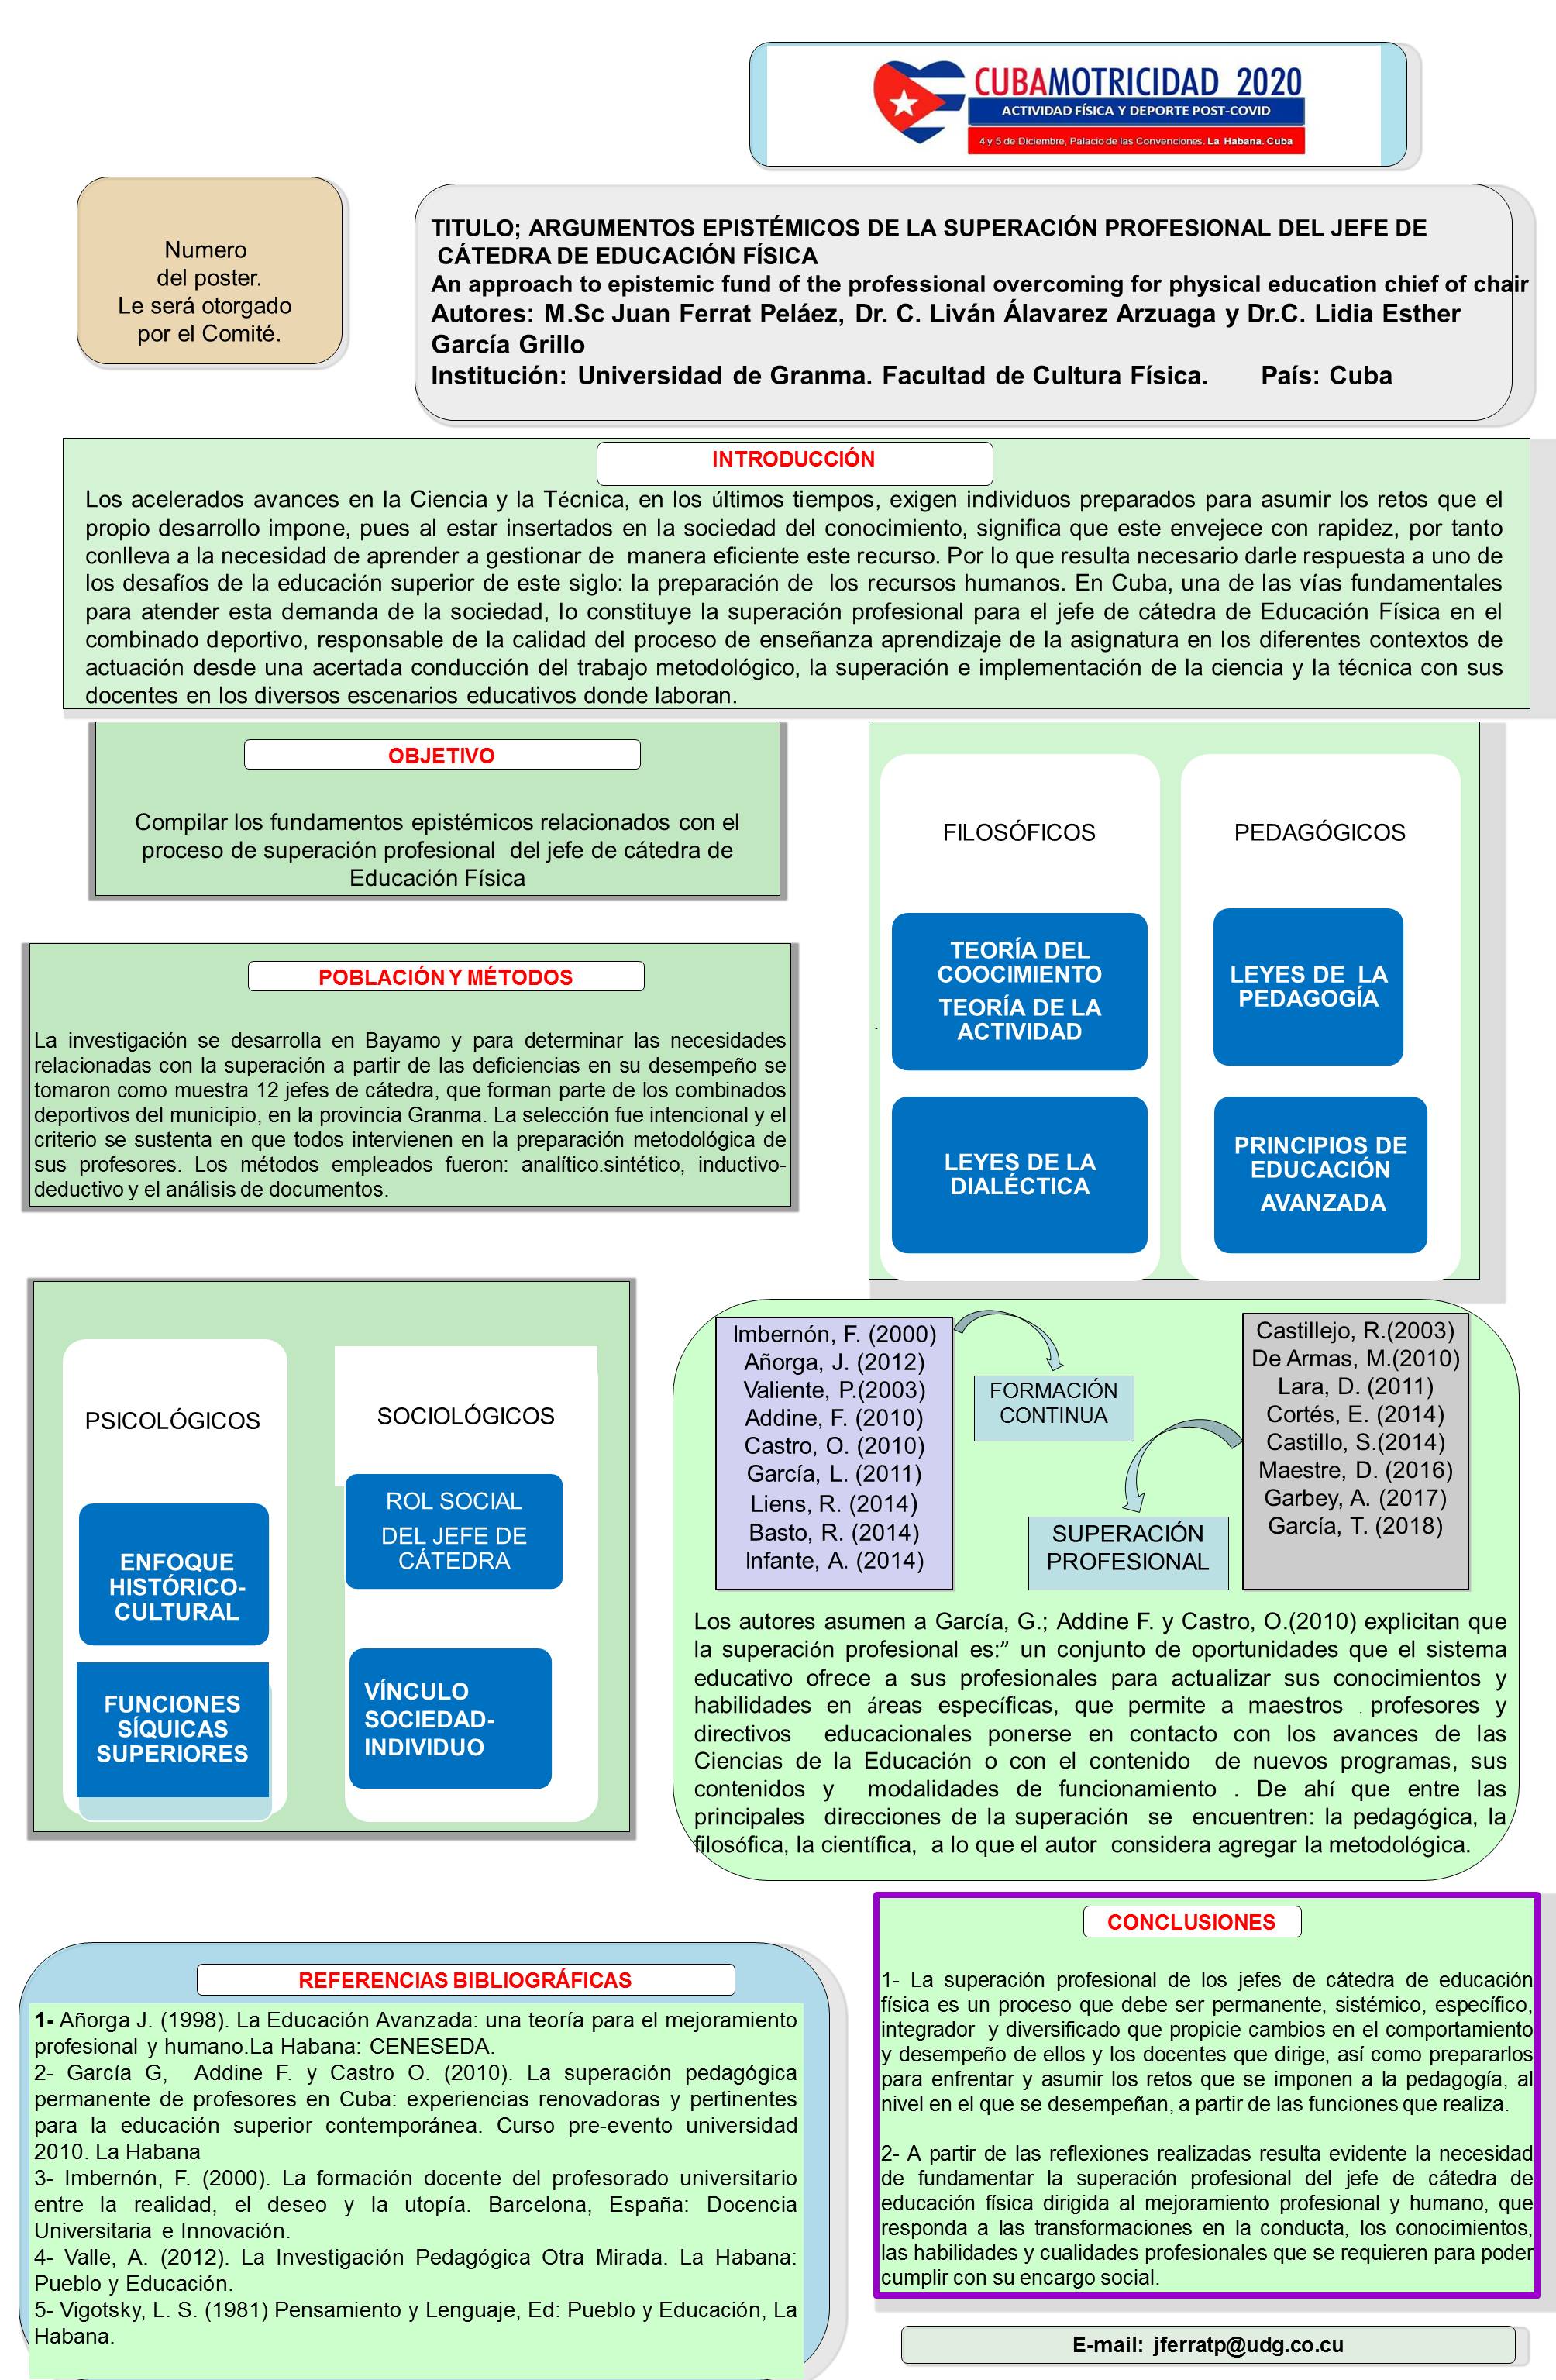 CUBAMOTRICIDAD 2020
ACTIVIDAD FÍSICA Y DEPORTE POST-COVID
4 y 5 de Diciembre, Palacio de las Convenciones. La Habana. Cuba
Numero
del poster.
Le será otorgado
por el Comité.
TITULO; ARGUMENTOS EPISTÉMICOS DE LA SUPERACIÓN PROFESIONAL DEL JEFE DE
CÁTEDRA DE EDUCACIÓN FÍSICA
An approach to epistemic fund of the professional overcoming for physical education chief of chair
Autores: M.Sc Juan Ferrat Peláez, Dr. C. Liván Álavarez Arzuaga y Dr.C. Lidia Esther
García Grillo
Institución: Universidad de Granma. Facultad de Cultura Física. País: Cuba
INTRODUCCIÓN
Los acelerados avances en la Ciencia y la Técnica, en los últimos tiempos, exigen individuos preparados para asumir los retos que el
propio desarrollo impone, pues al estar insertados en la sociedad del conocimiento, significa que este envejece con rapidez, por tanto
conlleva a la necesidad de aprender a gestionar de manera eficiente este recurso. Por lo que resulta necesario darle respuesta a uno de
los desafíos de la educación superior de este siglo: la preparación de los recursos humanos. En Cuba, una de las vías fundamentales
para atender esta demanda de la sociedad, lo constituye la superación profesional para el jefe de cátedra de Educación Física en el
combinado deportivo, responsable de la calidad del proceso de enseñanza aprendizaje de la asignatura en los diferentes contextos de
actuación desde una acertada conducción del trabajo metodológico, la superación e implementación de la ciencia y la técnica con sus
docentes en los diversos escenarios educativos donde laboran.
OBJETIVO
Compilar los fundamentos epistémicos relacionados con el
proceso de superación profesional del jefe de cátedra de
Educación Física
POBLACIÓN Y MÉTODOS
La investigación se desarrolla en Bayamo y para determinar las necesidades
relacionadas con la superación a partir de las deficiencias en su desempeño se
tomaron como muestra 12 jefes de cátedra, que forman parte de los combinados
deportivos del municipio, en la provincia Granma. La selección fue intencional y el
criterio se sustenta en que todos intervienen en la preparación metodológica de
sus profesores. Los métodos empleados fueron: analítico.sintético, inductivo-
deductivo y el análisis de documentos.
FILOSÓFICOS
TEORÍA DEL
COOCIMIENTO
TEORÍA DE LA
ACTIVIDAD
LEYES DE LA
DIALÉCTICA
PEDAGÓGICOS
LEYES DE LA
PEDAGOGÍA
PRINCIPIOS DE
EDUCACIÓN
AVANZADA
.
PSICOLÓGICOS
ENFOQUE
HISTÓRICO-
CULTURAL
FUNCIONES
SÍQUICAS
SUPERIORES
SOCIOLÓGICOS
ROL SOCIAL
DEL JEFE DE
CÁTEDRA
VÍNCULO
SOCIEDAD-
INDIVIDUO
Imbernón, F. (2000)
Añorga, J. (2012)
Valiente, P.(2003)
Addine, F. (2010)
Castro, O. (2010)
García, L. (2011)
Liens, R. (2014)
Basto, R. (2014)
Infante, A. (2014)
FORMACIÓN
CONTINUA
SUPERACIÓN
PROFESIONAL
Castillejo, R.(2003)
De Armas, M.(2010)
Lara, D. (2011)
Cortés, E. (2014)
Castillo, S.(2014)
Maestre, D. (2016)
Garbey, A. (2017)
García, T. (2018)
Los autores asumen a García, G.; Addine F. y Castro, O.(2010) explicitan que
la superación profesional es:” un conjunto de oportunidades que el sistema
educativo ofrece a sus profesionales para actualizar sus conocimientos y
habilidades en áreas específicas, que permite a maestros , profesores y
directivos educacionales ponerse en contacto con los avances de las
Ciencias de la Educación o con el contenido de nuevos programas, sus
contenidos y modalidades de funcionamiento . De ahí que entre las
principales direcciones de la superación se encuentren: la pedagógica, la
filosófica, la científica, a lo que el autor considera agregar la metodológica.
REFERENCIAS BIBLIOGRÁFICAS
1- Añorga J. (1998). La Educación Avanzada: una teoría para el mejoramiento
profesional y humano.La Habana: CENESEDA.
2- García G, Addine F. y Castro O. (2010). La superación pedagógica
permanente de profesores en Cuba: experiencias renovadoras y pertinentes
para la educación superior contemporánea. Curso pre-evento universidad
2010. La Habana
3- Imbernón, F. (2000). La formación docente del profesorado universitario
entre la realidad, el deseo y la utopía. Barcelona, España: Docencia
Universitaria e Innovación.
4- Valle, A. (2012). La Investigación Pedagógica Otra Mirada. La Habana:
Pueblo y Educación.
5- Vigotsky, L. S. (1981) Pensamiento y Lenguaje, Ed: Pueblo y Educación, La
Habana.
CONCLUSIONES
1- La superación profesional de los jefes de cátedra de educación
física es un proceso que debe ser permanente, sistémico, específico,
integrador y diversificado que propicie cambios en el comportamiento
y desempeño de ellos y los docentes que dirige, así como prepararlos
para enfrentar y asumir los retos que se imponen a la pedagogía, al
nivel en el que se desempeñan, a partir de las funciones que realiza.
2- A partir de las reflexiones realizadas resulta evidente la necesidad
de fundamentar la superación profesional del jefe de cátedra de
educación física dirigida al mejoramiento profesional y humano, que
responda a las transformaciones en la conducta, los conocimientos,
las habilidades y cualidades profesionales que se requieren para poder
cumplir con su encargo social.
E-mail: jferratp@udg.co.cu